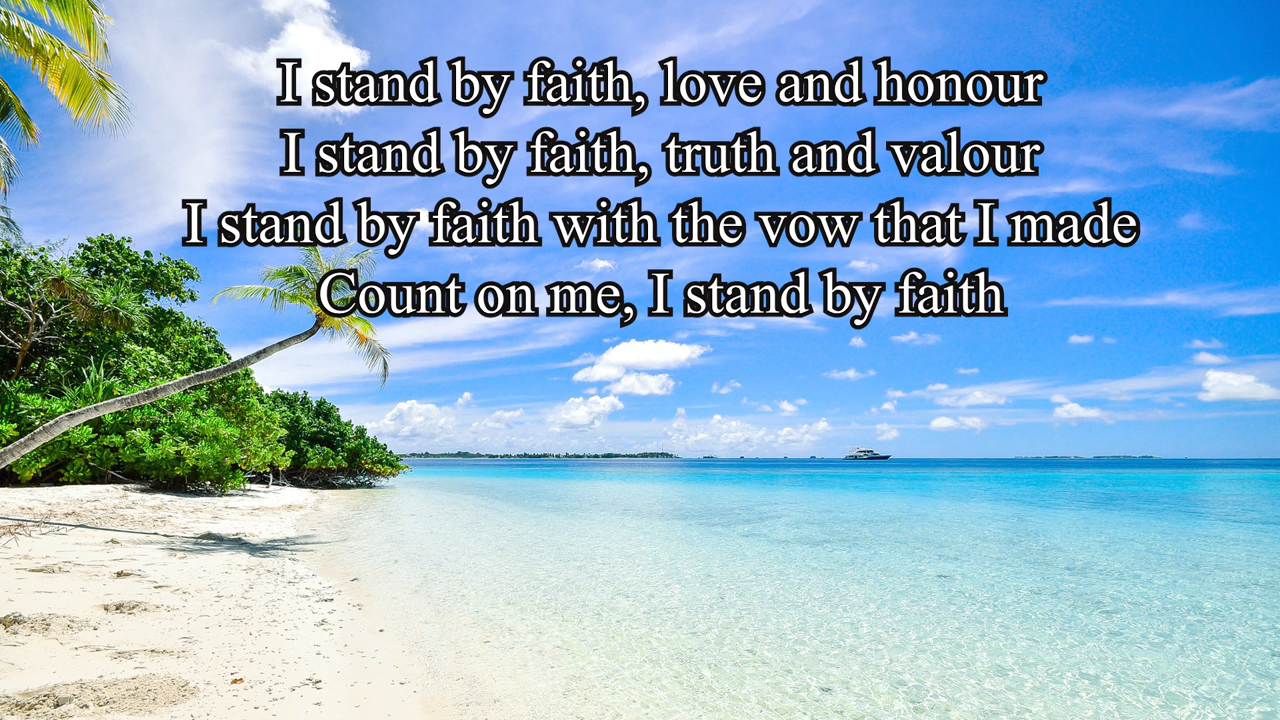 I stand by faith, love and honour
I stand by faith, truth and valour
I stand by faith with the vow that I made
Count on me, I stand by faith